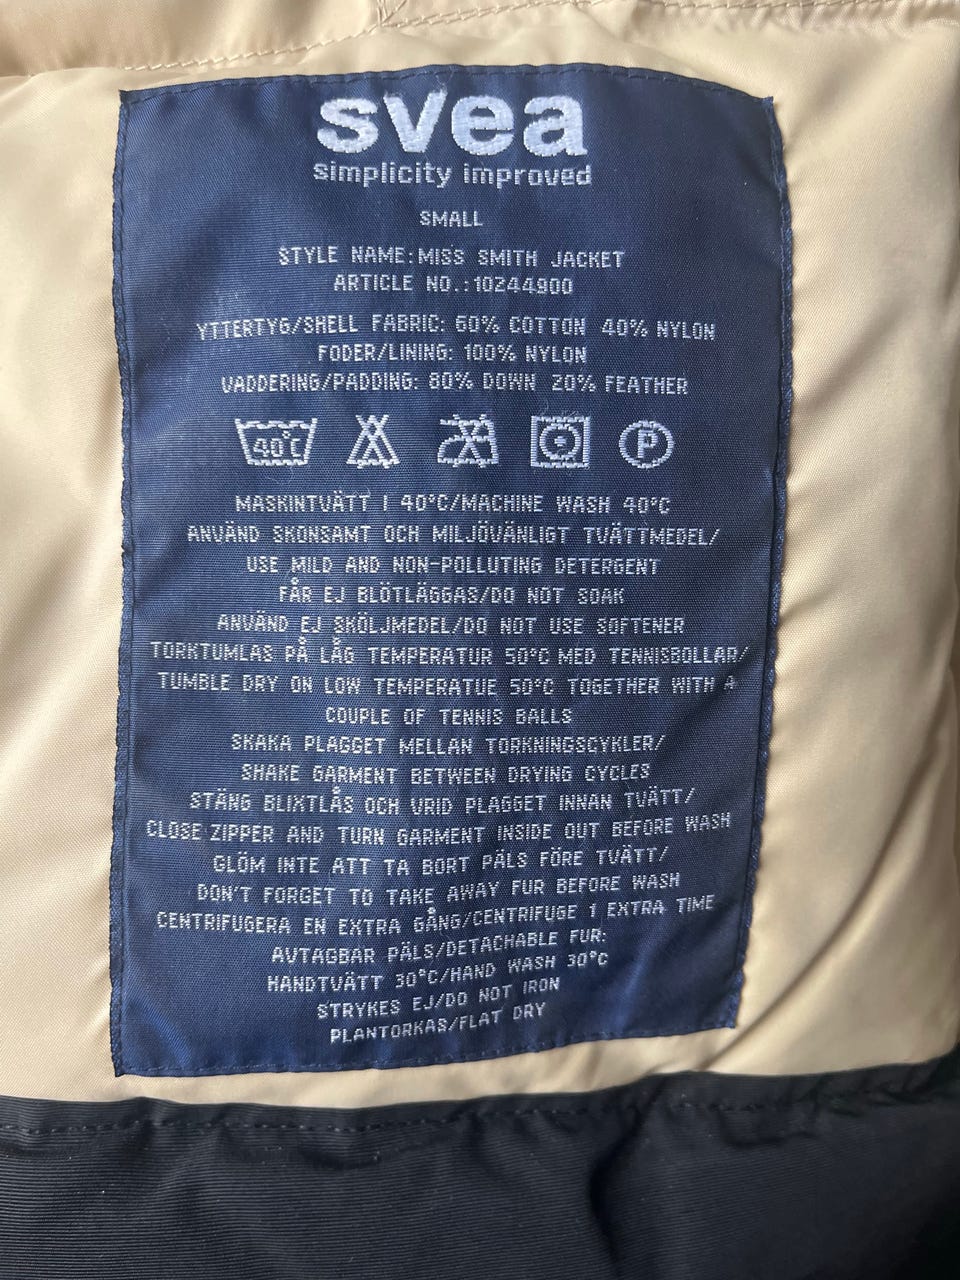 svea
simplicity improved
SMALL
STYLE NAME:MISS SMITH JACKET
ARTICLE NO.:10244900
YTTERTYG/SHELL FABRIC: 60% COTTON 40% NYLON
FODER/LINING: 100% NYLON
VADDERING/PADDING: 80% DOWN 20% FEATHER
40°C P
MASKINTVÄTT I 40°C/MACHINE WASH 40°C
ANVÄND SKONSAMT OCH MILJÖVÄNLIGT TVÄTTMEDEL/
USE MILD AND NON-POLLUTING DETERGENT
FÅR EJ BLÖTLÄGGAS/DO NOT SOAK
ANVÄND EJ SKÖLJMEDEL/DO NOT USE SOFTENER
TORKTUMLAS PÅ LÅG TEMPERATUR 50°C MED TENNISBOLLAR/
TUMBLE DRY ON LOW TEMPERATUE 50°C TOGETHER WITH A
COUPLE OF TENNIS BALLS
SKAKA PLAGGET MELLAN TORKNINGSCYKLER/
SHAKE GARMENT BETWEEN DRYING CYCLES
STÄNG BLIXTLÅS OCH VRID PLAGGET INNAN TVÄTT/
CLOSE ZIPPER AND TURN GARMENT INSIDE OUT BEFORE WASH
GLÖM INTE ATT TA BORT PÄLS FÖRE TVÄTT/
DON'T FORGET TO TAKE AWAY FUR BEFORE WASH
CENTRIFUGERA EN EXTRA GÅNG/CENTRIFUGE 1 EXTRA TIME
AVTAGBAR PÄLS/DETACHABLE FUR:
HANDTVÄTT 30°C/HAND WASH 30°C
STRYKES EJ/DO NOT IRON
PLANTORKAS/FLAT DRY